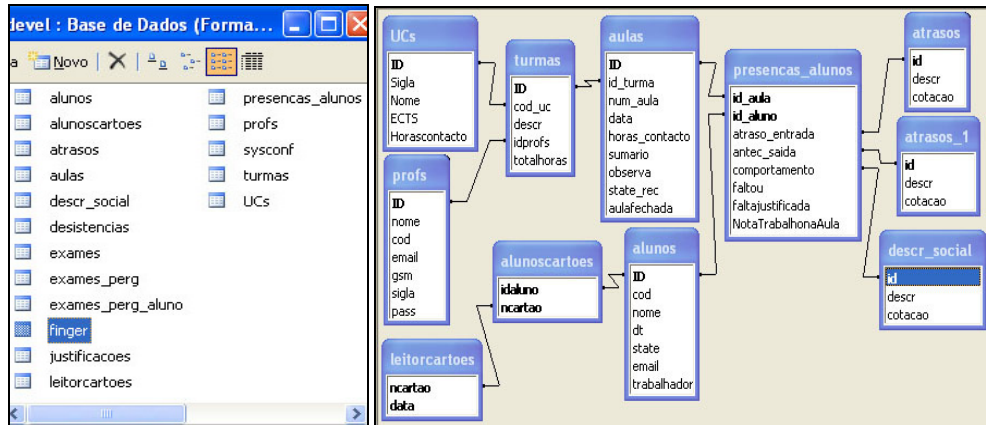 devel : Base de Dados (Forma...
a Novo
alunos
alunoscartoes
atrasos
aulas
descr_social
desistencias
exames
exames_perg
exames_perg_aluno
finger
justificacoes
leitorcartoes
presencas_alunos
profs
sysconf
turmas
UCs
UCs
ID
Sigla
Nome
ECTS
Horascontacto
turmas
ID
cod_uc
descr
idprofs
totalhoras
aulas
ID
id_turma
num_aula
data
horas_contacto
sumario
observa
state_rec
aulafechada
presencas_alunos
id_aula
id_aluno
atraso_entrada
antec_saida
comportamento
faltou
faltajustificada
NotaTrabalhonaAula
atrasos
id
descr
cotacao
atrasos_1
id
descr
cotacao
descr_social
id
descr
cotacao
profs
ID
nome
cod
email
gsm
sigla
pass
alunoscartoes
idaluno
ncartao
alunos
ID
cod
nome
dt
state
email
trabalhador
leitorcartoes
ncartao
data